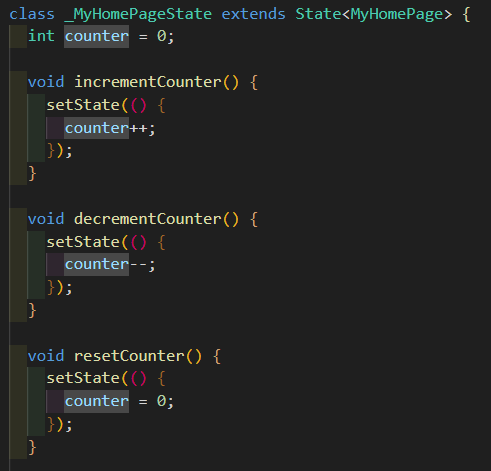 class _MyHomePageState extends State<MyHomePage> {
  int counter = 0;

  void incrementCounter() {
    setState(() {
      counter++;
    });
  }

  void decrementCounter() {
    setState(() {
      counter--;
    });
  }

  void resetCounter() {
    setState(() {
      counter = 0;
    });
  }